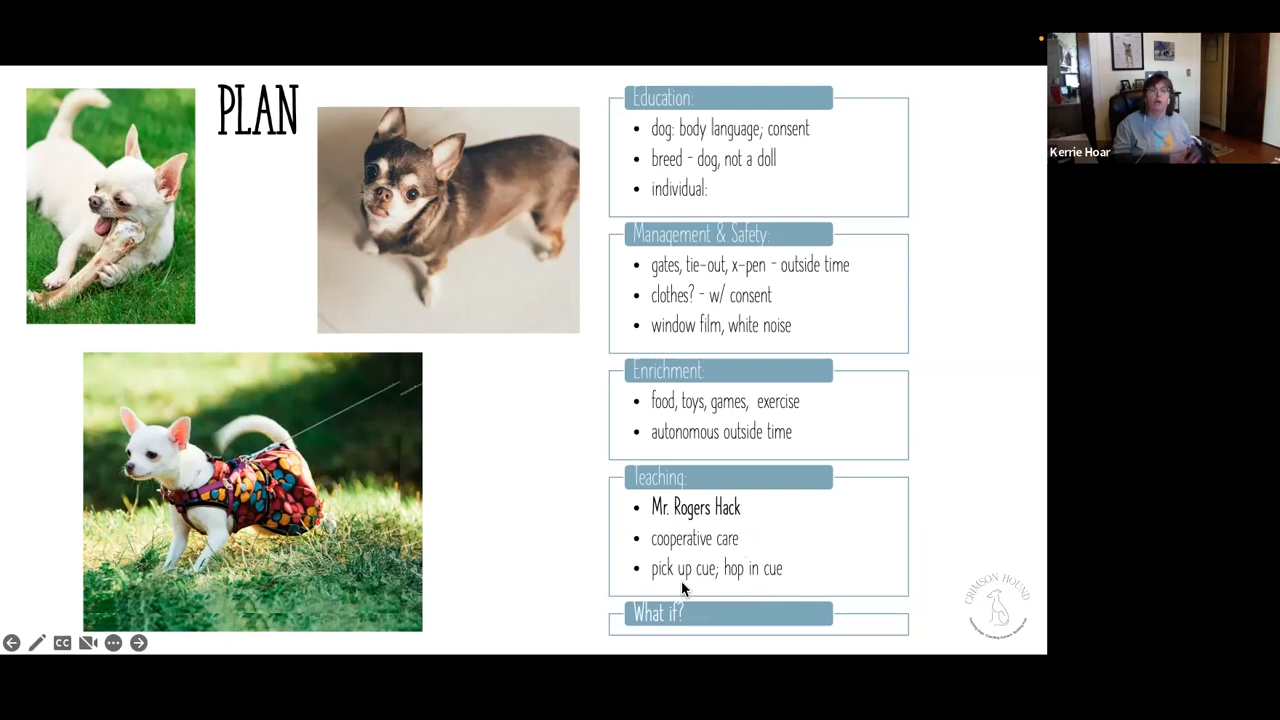 PLAN
Education:
dog: body language; consent
breed - dog, not a doll
individual:
Management & Safety:
gates, tie-out, x-pen - outside time
clothes? - w/ consent
window film, white noise
Enrichment:
food, toys, games, exercise
autonomous outside time
Teaching:
Mr. Rogers Hack
cooperative care
pick up cue; hop in cue
What if?
CRIMSON HOUND
Kerrie Hoar
CC